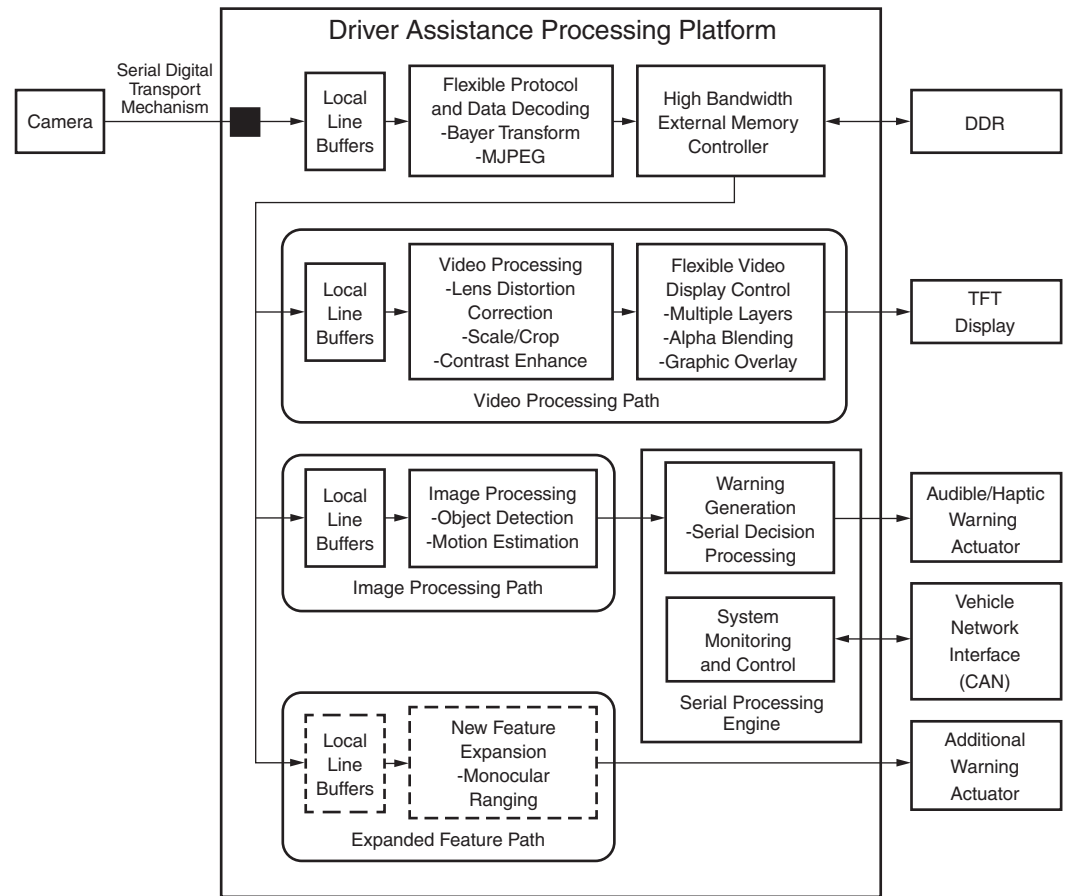 Driver Assistance Processing Platform
Serial Digital
Transport
Mechanism
Camera
Local
Line
Buffers
Flexible Protocol
and Data Decoding
-Bayer Transform
-MJPEG
High Bandwidth
External Memory
Controller
DDR
Local
Line
Buffers
Video Processing
-Lens Distortion
Correction
-Scale/Crop
-Contrast Enhance
Flexible Video
Display Control
-Multiple Layers
-Alpha Blending
-Graphic Overlay
Video Processing Path
TFT
Display
Local
Line
Buffers
Image Processing
-Object Detection
-Motion Estimation
Image Processing Path
Warning
Generation
-Serial Decision
Processing
Audible/Haptic
Warning
Actuator
System
Monitoring
and Control
Serial Processing
Engine
Vehicle
Network
Interface
(CAN)
Local
Line
Buffers
New Feature
Expansion
-Monocular
Ranging
Expanded Feature Path
Additional
Warning
Actuator